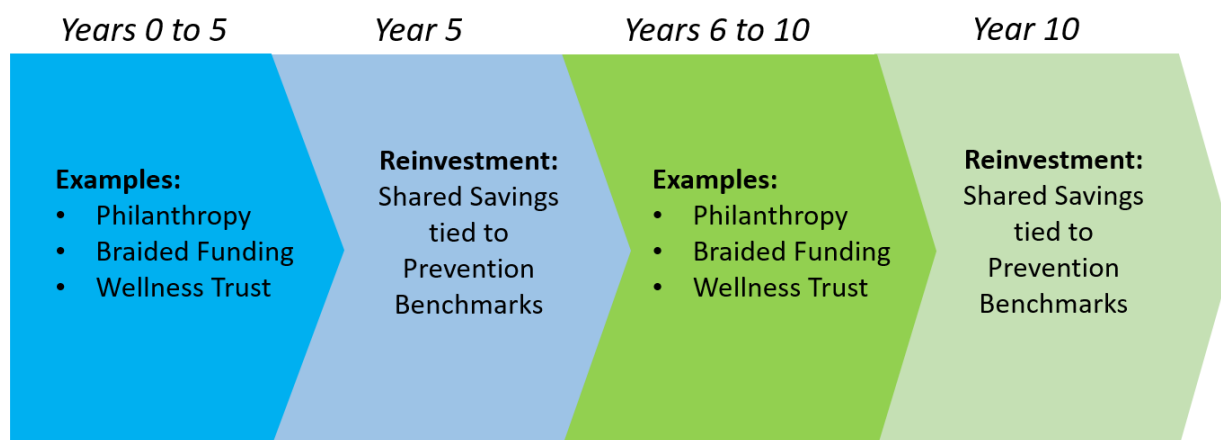 Years 0 to 5
Year 5
Years 6 to 10
Year 10
Examples:
• Philanthropy
• Braided Funding
• Wellness Trust
Reinvestment:
Shared Savings
tied to
Prevention
Benchmarks
Examples:
• Philanthropy
• Braided Funding
• Wellness Trust
Reinvestment:
Shared Savings
tied to
Prevention
Benchmarks